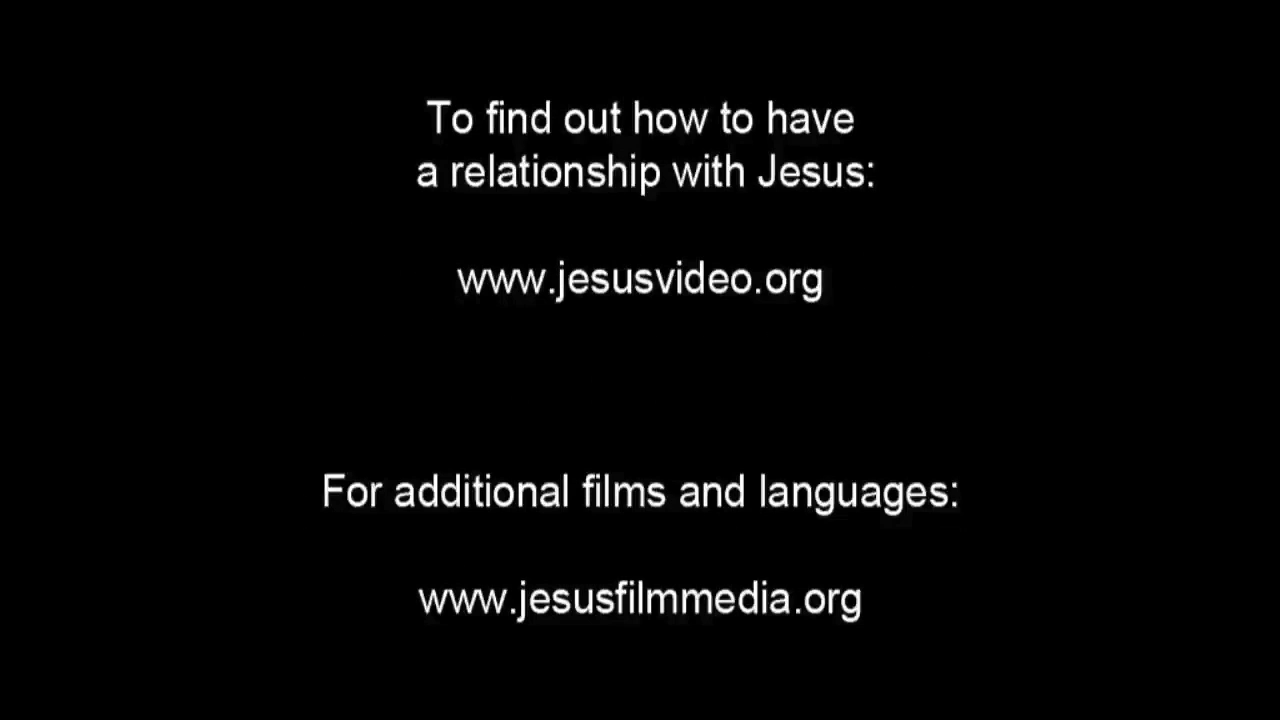 To find out how to have
a relationship with Jesus:
www.jesusvideo.org
For additional films and languages:
www.jesusfilmmedia.org